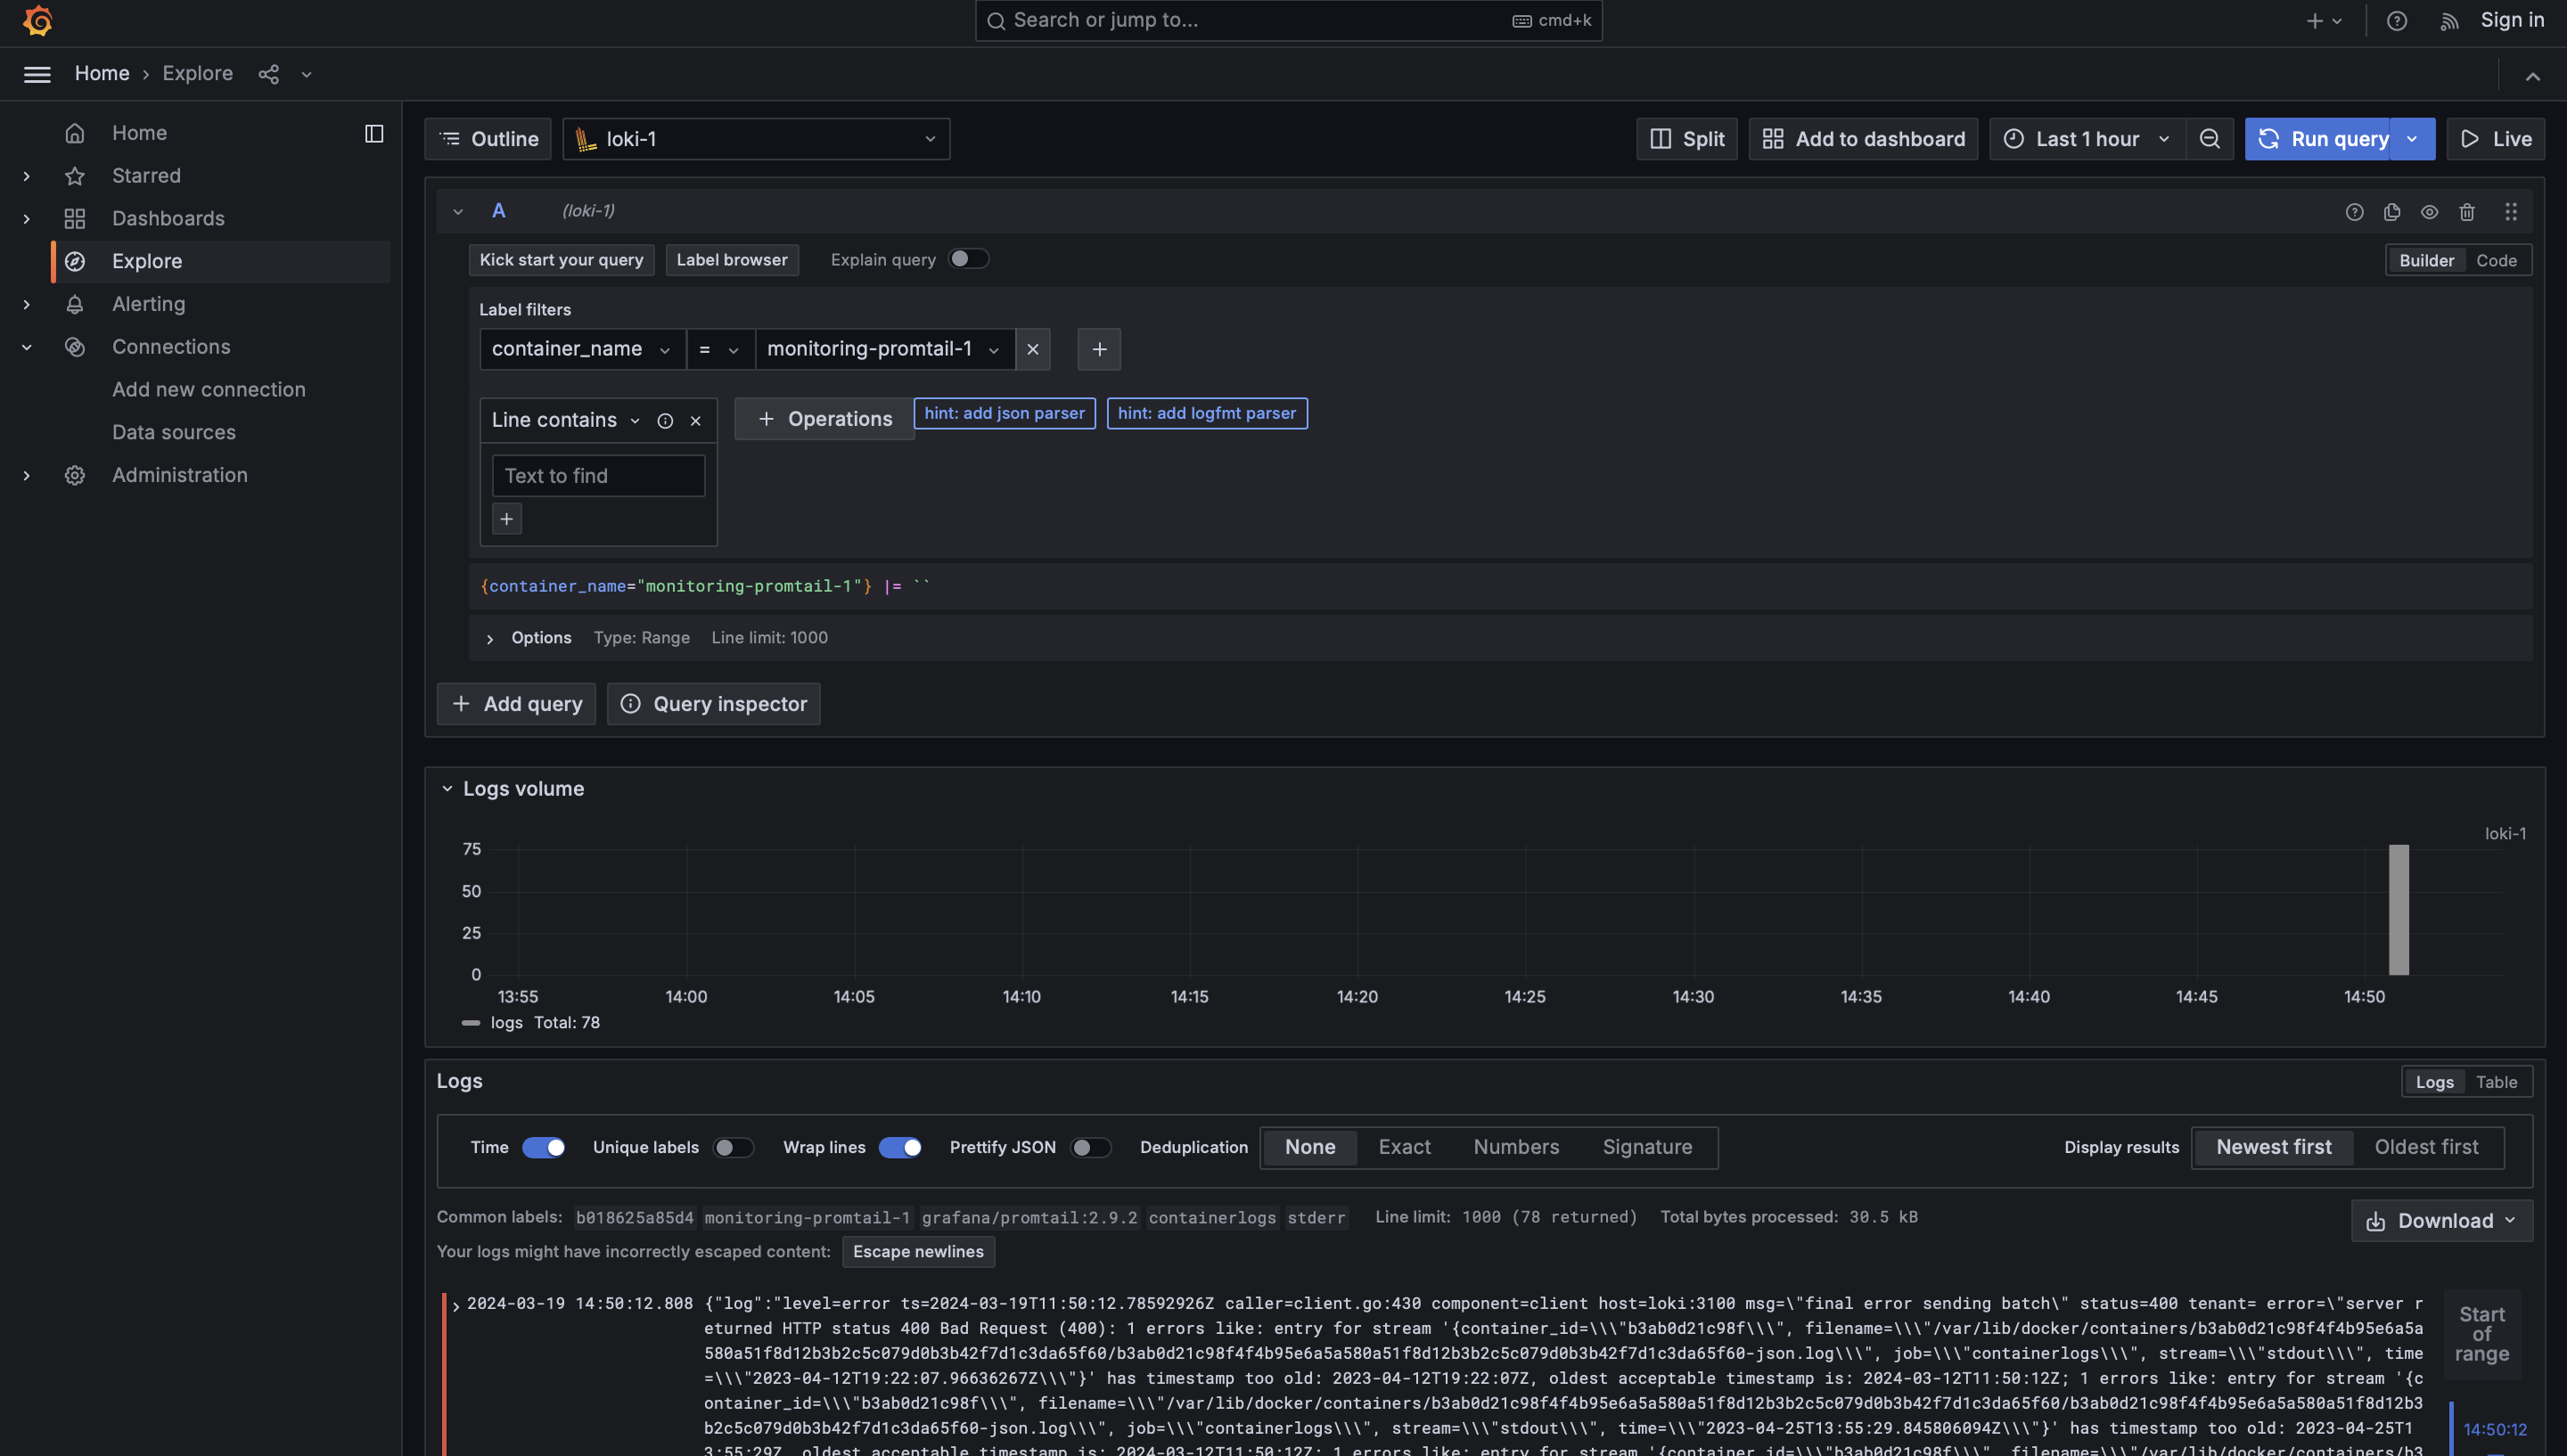 Search or jump to... cmd+k Sign in
Home › Explore
Home
Starred
Dashboards
Explore
Alerting
Connections
Add new connection
Data sources
Administration
Outline loki-1 Split Add to dashboard Last 1 hour Run query Live
A (loki-1)
Kick start your query Label browser Explain query Builder Code
Label filters
container_name = monitoring-promtail-1
Line contains Operations hint: add json parser hint: add logfmt parser
Text to find
{container_name="monitoring-promtail-1"} |= ``
Options Type: Range Line limit: 1000
+ Add query Query inspector
Logs volume
loki-1
75
50
25
0
13:55 14:00 14:05 14:10 14:15 14:20 14:25 14:30 14:35 14:40 14:45 14:50
logs Total: 78
Logs Logs Table
Time Unique labels Wrap lines Prettify JSON Deduplication None Exact Numbers Signature Display results Newest first Oldest first
Common labels: b018625a85d4 monitoring-promtail-1 grafana/promtail:2.9.2 containerlogs stderr Line limit: 1000 (78 returned) Total bytes processed: 30.5 kB Download
Your logs might have incorrectly escaped content: Escape newlines
2024-03-19 14:50:12.808 {"log":"level=error ts=2024-03-19T11:50:12.78592926Z caller=client.go:430 component=client host=loki:3100 msg=\"final error sending batch\" status=400 tenant= error=\"server r
eturned HTTP status 400 Bad Request (400): 1 errors like: entry for stream '{container_id=\\\"b3ab0d21c98f\\\", filename=\\\"/var/lib/docker/containers/b3ab0d21c98f4f4b95e6a5a
580a51f8d12b3b2c5c079d0b3b42f7d1c3da65f60/b3ab0d21c98f4f4b95e6a5a580a51f8d12b3b2c5c079d0b3b42f7d1c3da65f60-json.log\\\", job=\\\"containerlogs\\\", stream=\\\"stdout\\\", time
=\\\"2023-04-12T19:22:07.96636267Z\\\"}' has timestamp too old: 2023-04-12T19:22:07Z, oldest acceptable timestamp is: 2024-03-12T11:50:12Z; 1 errors like: entry for stream '{c
ontainer_id=\\\"b3ab0d21c98f\\\", filename=\\\"/var/lib/docker/containers/b3ab0d21c98f4f4b95e6a5a580a51f8d12b3b2c5c079d0b3b42f7d1c3da65f60/b3ab0d21c98f4f4b95e6a5a580a51f8d12b3
b2c5c079d0b3b42f7d1c3da65f60-json.log\\\", job=\\\"containerlogs\\\", stream=\\\"stdout\\\", time=\\\"2023-04-25T13:55:29.845806094Z\\\"}' has timestamp too old: 2023-04-25T1
3:55:29Z, oldest acceptable timestamp is: 2024-03-12T11:50:12Z; 1 errors like: entry for stream '{container_id=\\\"b3ab0d21c98f\\\", filename=\\\"/var/lib/docker/containers/b3
Start
of
range
14:50:12